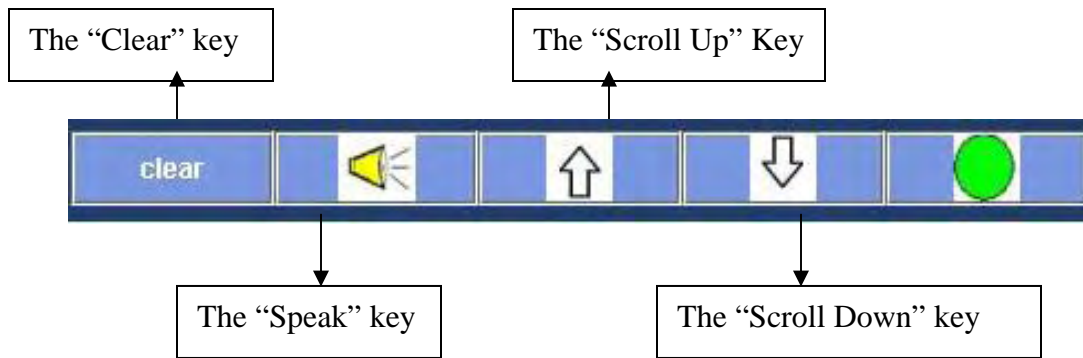 The “Clear” key
The “Scroll Up” Key
clear
The “Speak” key
The “Scroll Down” key